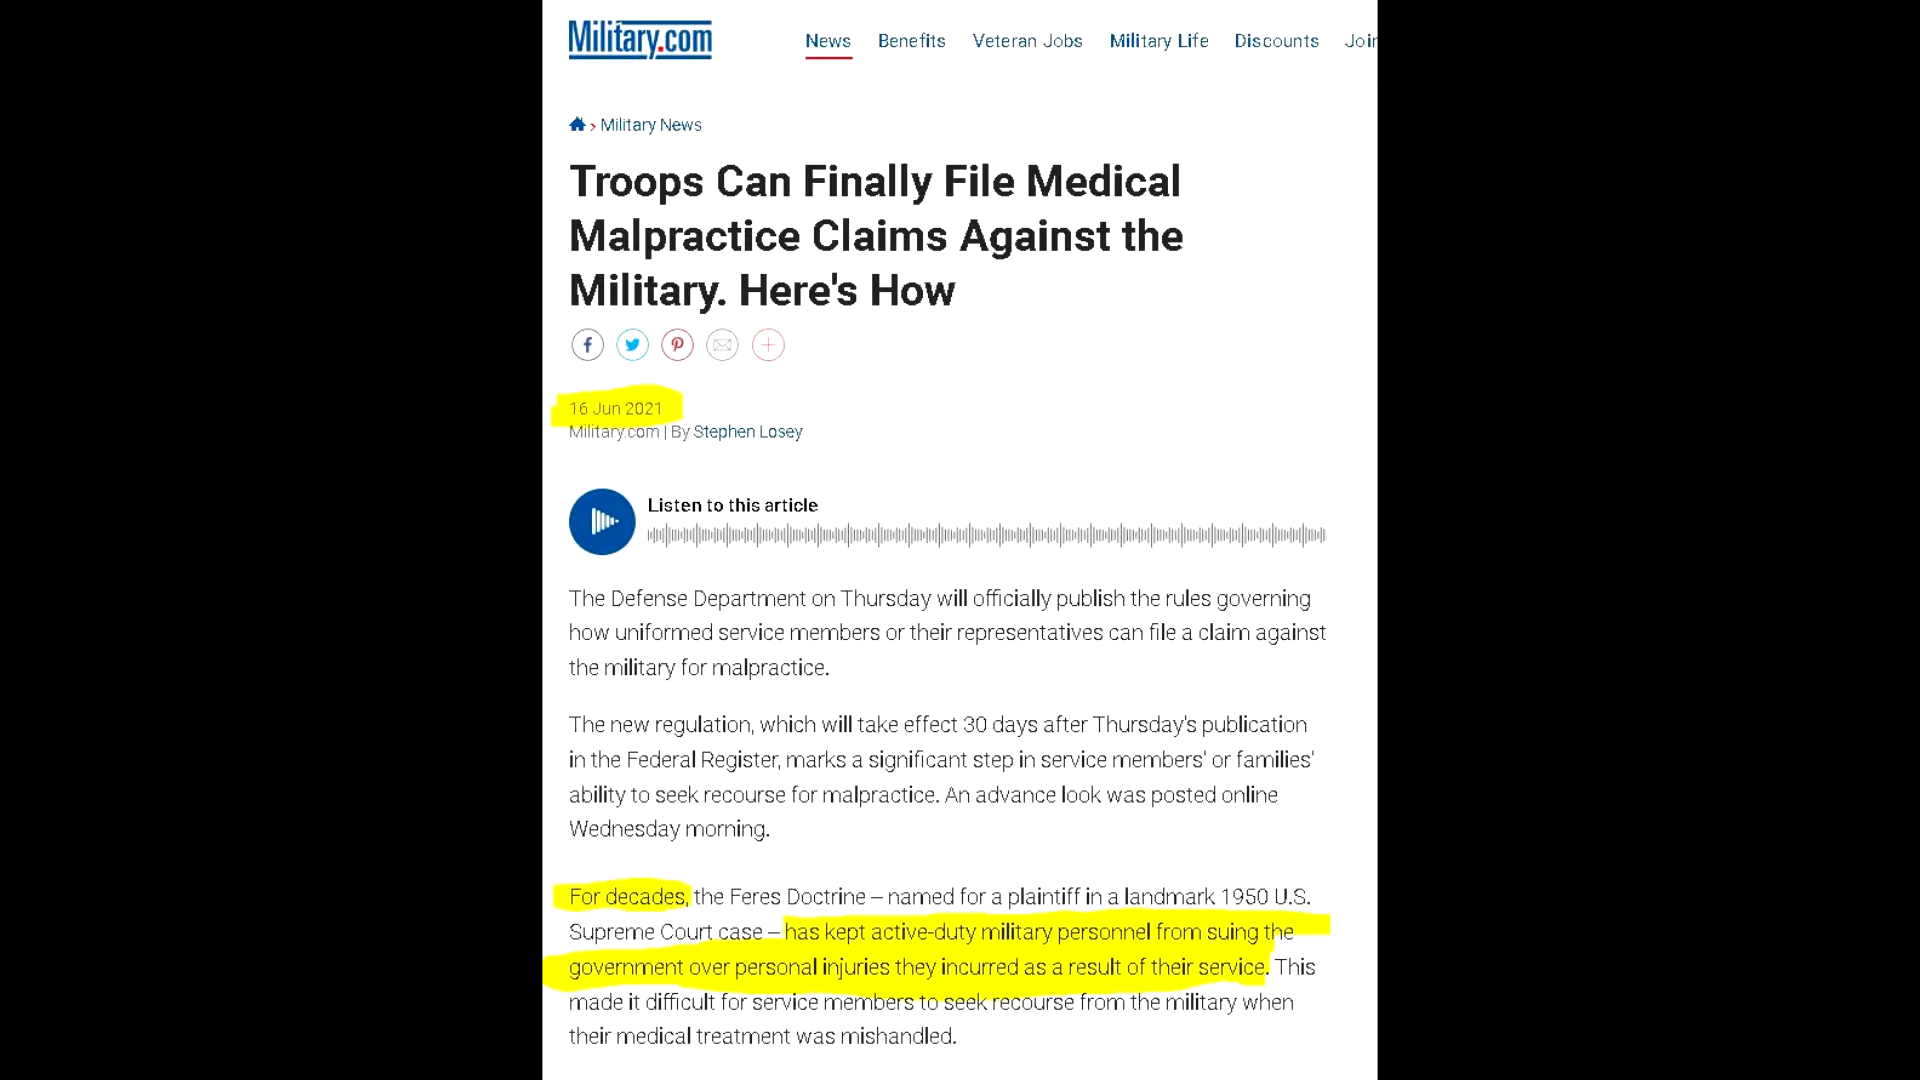 Military.com
News Benefits Veteran Jobs Military Life Discounts Join
› Military News
Troops Can Finally File Medical
Malpractice Claims Against the
Military. Here's How
16 Jun 2021
Military.com | By Stephen Losey
Listen to this article
The Defense Department on Thursday will officially publish the rules governing
how uniformed service members or their representatives can file a claim against
the military for malpractice.
The new regulation, which will take effect 30 days after Thursday's publication
in the Federal Register, marks a significant step in service members' or families'
ability to seek recourse for malpractice. An advance look was posted online
Wednesday morning.
For decades, the Feres Doctrine – named for a plaintiff in a landmark 1950 U.S.
Supreme Court case – has kept active-duty military personnel from suing the
government over personal injuries they incurred as a result of their service. This
made it difficult for service members to seek recourse from the military when
their medical treatment was mishandled.